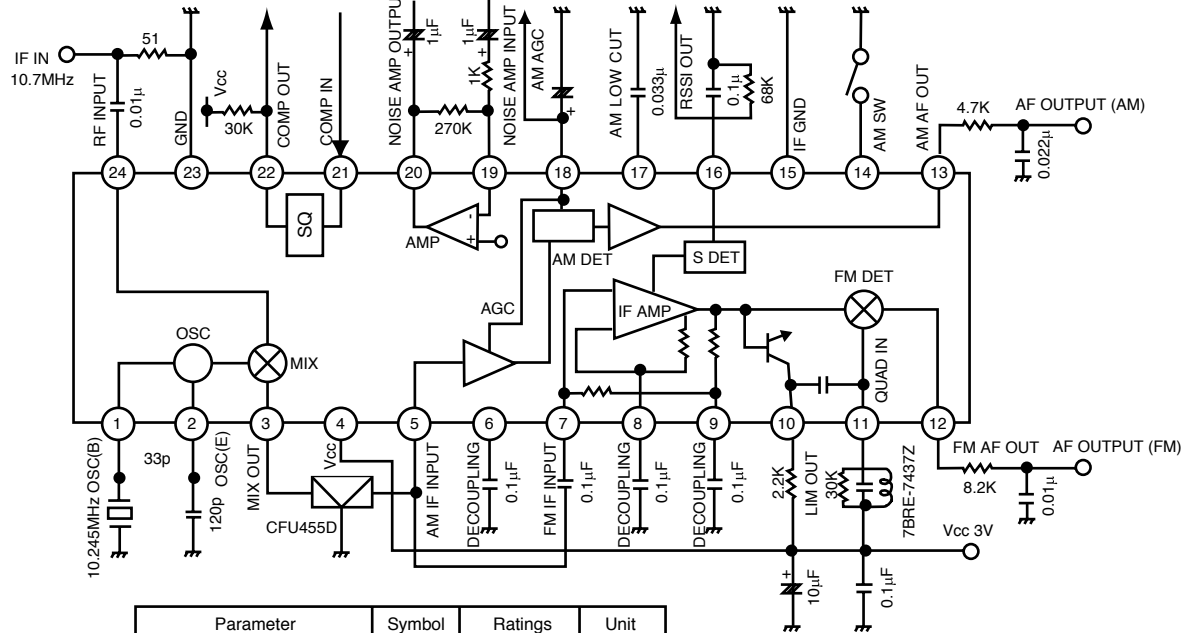 IF IN
10.7MHz
51
RF INPUT
0.01μ
GND
Vcc
30K
COMP OUT
COMP IN
NOISE AMP OUTPUT
+
1μF
270K
1μF
+
1K
NOISE AMP INPUT
AM AGC
+
AM LOW CUT
0.033μ
RSSI OUT
0.1μ
68K
IF GND
AM SW
AM AF OUT
4.7K
AF OUTPUT (AM)
0.022μ
24
23
22
21
20
19
18
17
16
15
14
13
SQ
AMP
-
+
AM DET
S DET
AGC
IF AMP
FM DET
OSC
MIX
QUAD IN
1
2
3
4
5
6
7
8
9
10
11
12
10.245MHz OSC(B)
33p
120p
OSC(E)
MIX OUT
Vcc
CFU455D
AM IF INPUT
DECOUPLING
0.1μF
FM IF INPUT
0.1μF
DECOUPLING
0.1μF
DECOUPLING
0.1μF
2.2K
LIM OUT
30K
7BRE-7437Z
FM AF OUT
8.2K
AF OUTPUT (FM)
0.01μ
Vcc 3V
+
10μF
0.1μF
Parameter Symbol Ratings Unit